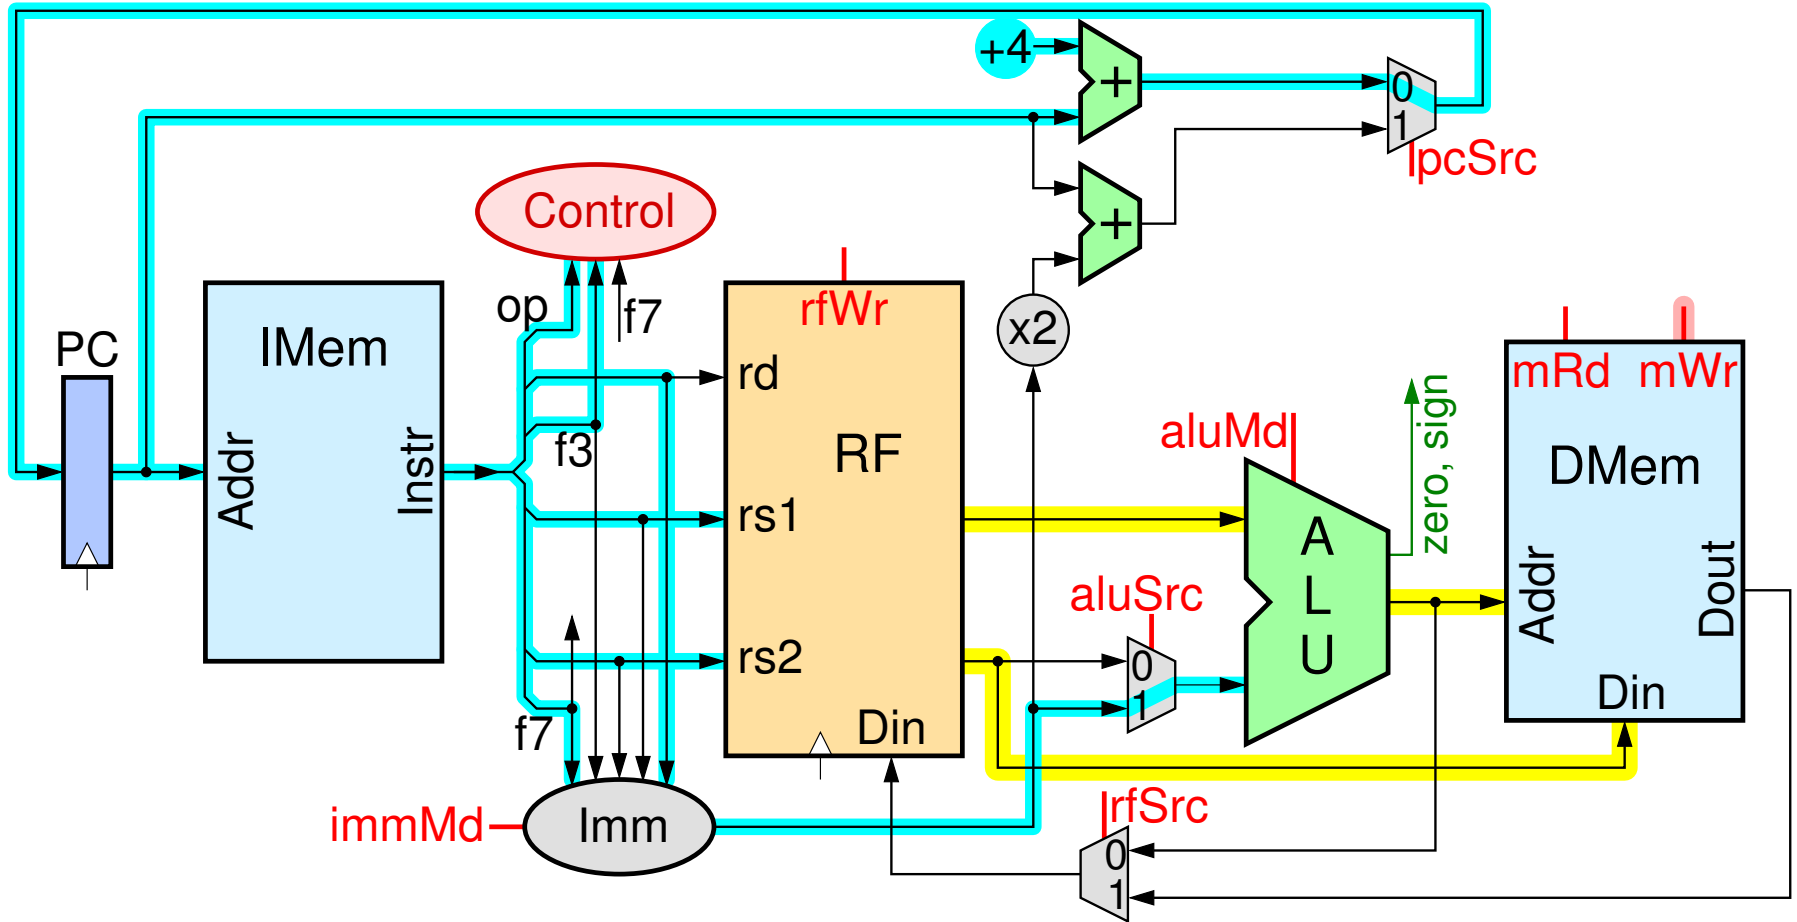 +4
+
0
1
pcSrc
Control
+
op
f7
rfWr
x2
PC
IMem
rd
mRd
mWr
Addr
Instr
f3
RF
aluMd
zero, sign
DMem
rs1
A
L
U
aluSrc
Addr
Dout
rs2
0
1
f7
Din
Din
immMd
Imm
rfSrc
0
1